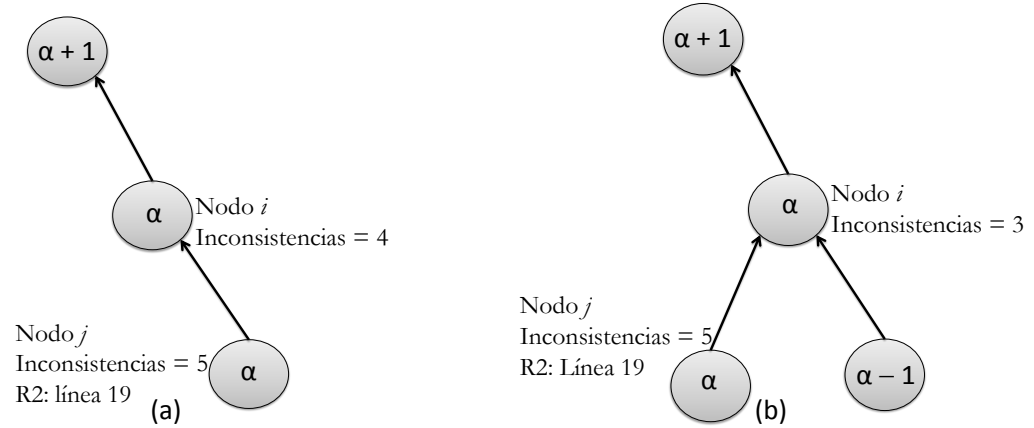 α + 1
α
Nodo i
Inconsistencias = 4
Nodo j
Inconsistencias = 5
R2: línea 19
α
(a)
α + 1
α
Nodo i
Inconsistencias = 3
Nodo j
Inconsistencias = 5
R2: Línea 19
α
α – 1
(b)